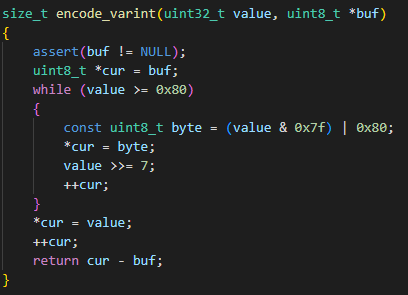 size_t encode_varint(uint32_t value, uint8_t *buf)
{
    assert(buf != NULL);
    uint8_t *cur = buf;
    while (value >= 0x80)
    {
        const uint8_t byte = (value & 0x7f) | 0x80;
        *cur = byte;
        value >>= 7;
        ++cur;
    }
    *cur = value;
    ++cur;
    return cur - buf;
}